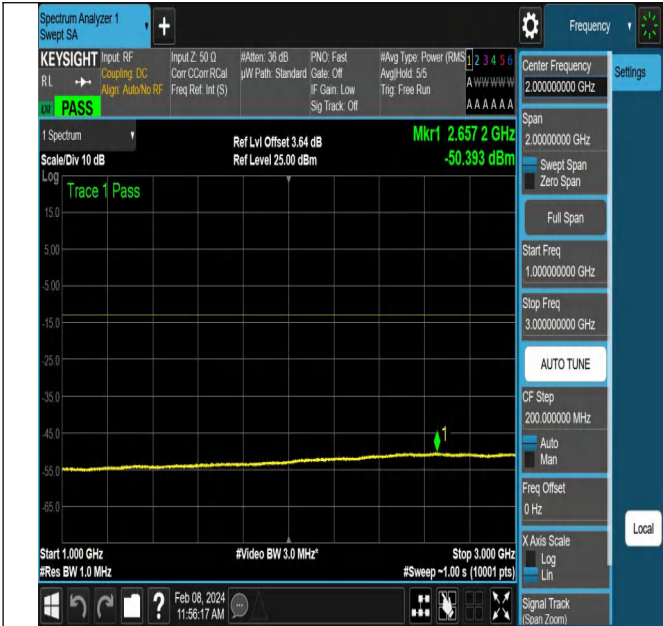 Spectrum Analyzer 1
Swept SA
+
Frequency
KEYSIGHT
RL
LXI
PASS
Input: RF
Coupling: DC
Align: Auto/No RF
Input Z: 50 Ω
Corr CCorr RCal
Freq Ref: Int (S)
#Atten: 36 dB
µW Path: Standard
PNO: Fast
Gate: Off
IF Gain: Low
Sig Track: Off
#Avg Type: Power (RMS
Avg|Hold: 5/5
Trig: Free Run
1 2 3 4 5 6
A W W W W W
A A A A A A
1 Spectrum
Scale/Div 10 dB
Ref Lvl Offset 3.64 dB
Ref Level 25.00 dBm
Mkr1 2.657 2 GHz
-50.393 dBm
Log
Trace 1 Pass
15.0
5.00
-5.00
-15.0
-25.0
-35.0
-45.0
1
-55.0
-65.0
Start 1.000 GHz
#Video BW 3.0 MHz*
Stop 3.000 GHz
#Res BW 1.0 MHz
#Sweep ~1.00 s (10001 pts)
Center Frequency
2.000000000 GHz
Settings
Span
2.00000000 GHz
Swept Span
Zero Span
Full Span
Start Freq
1.000000000 GHz
Stop Freq
3.000000000 GHz
AUTO TUNE
CF Step
200.000000 MHz
Auto
Man
Freq Offset
0 Hz
X Axis Scale
Log
Lin
Local
Signal Track
(Span Zoom)
?
Feb 08, 2024
11:56:17 AM